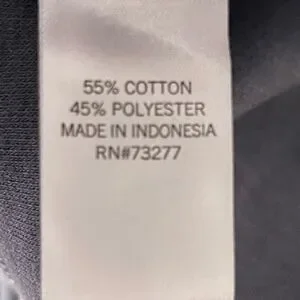 55% COTTON
45% POLYESTER
MADE IN INDONESIA
RN#73277